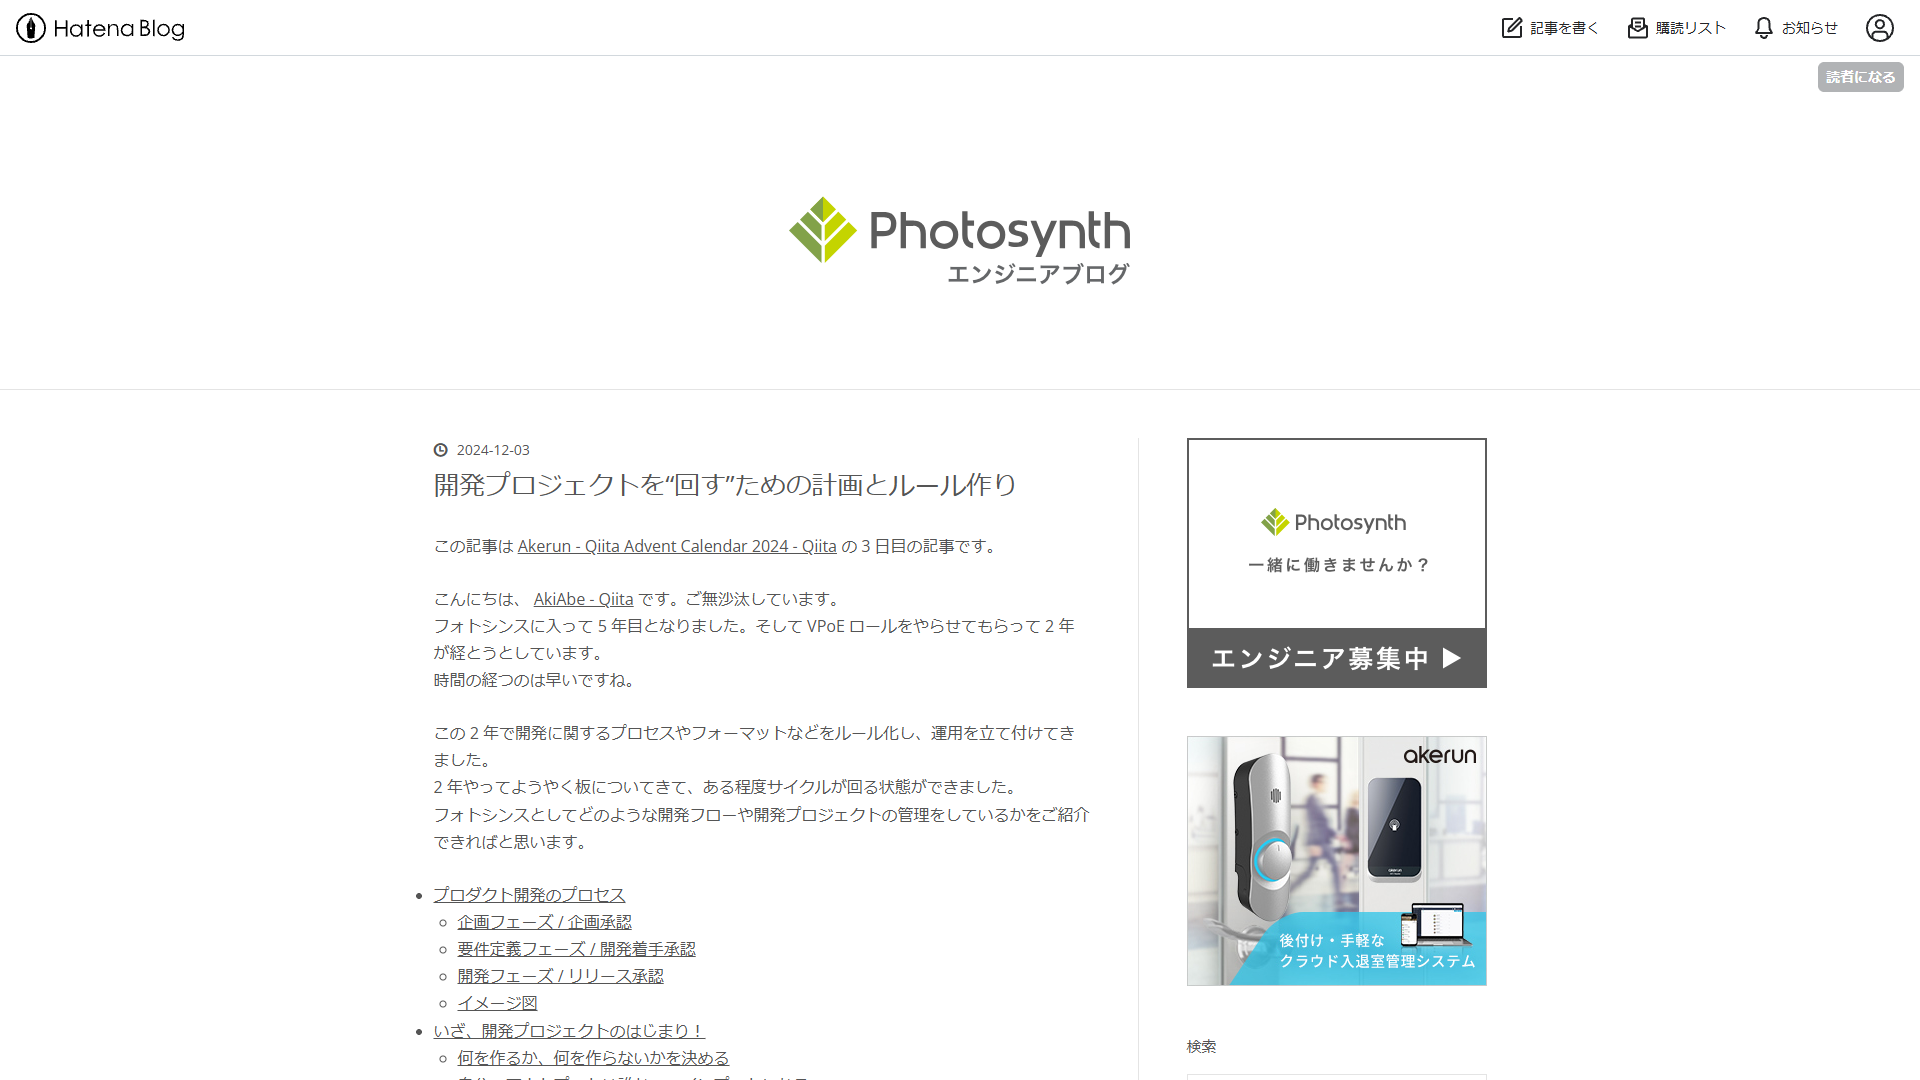 Hatena Blog
記事を書く
購読リスト
お知らせ
読者になる
Photosynth
エンジニアブログ
2024-12-03
開発プロジェクトを“回す”ための計画とルール作り
この記事は Akerun - Qiita Advent Calendar 2024 - Qiita の 3 日目の記事です。
こんにちは、 AkiAbe - Qiita です。ご無沙汰しています。
フォトシンスに入って 5 年目となりました。そして VPoE ロールをやらせてもらって 2 年
が経とうとしています。
時間の経つのは早いですね。
この 2 年で開発に関するプロセスやフォーマットなどをルール化し、運用を立て付けてき
ました。
2 年やってようやく板についてきて、ある程度サイクルが回る状態ができました。
フォトシンスとしてどのような開発フローや開発プロジェクトの管理をしているかをご紹介
できればと思います。
プロダクト開発のプロセス
企画フェーズ / 企画承認
要件定義フェーズ / 開発着手承認
開発フェーズ / リリース承認
イメージ図
いざ、開発プロジェクトのはじまり！
何を作るか、何を作らないかを決める
Photosynth
一緒に働きませんか？
エンジニア募集中 ▶
akerun
後付け・手軽な
クラウド入退室管理システム
検索